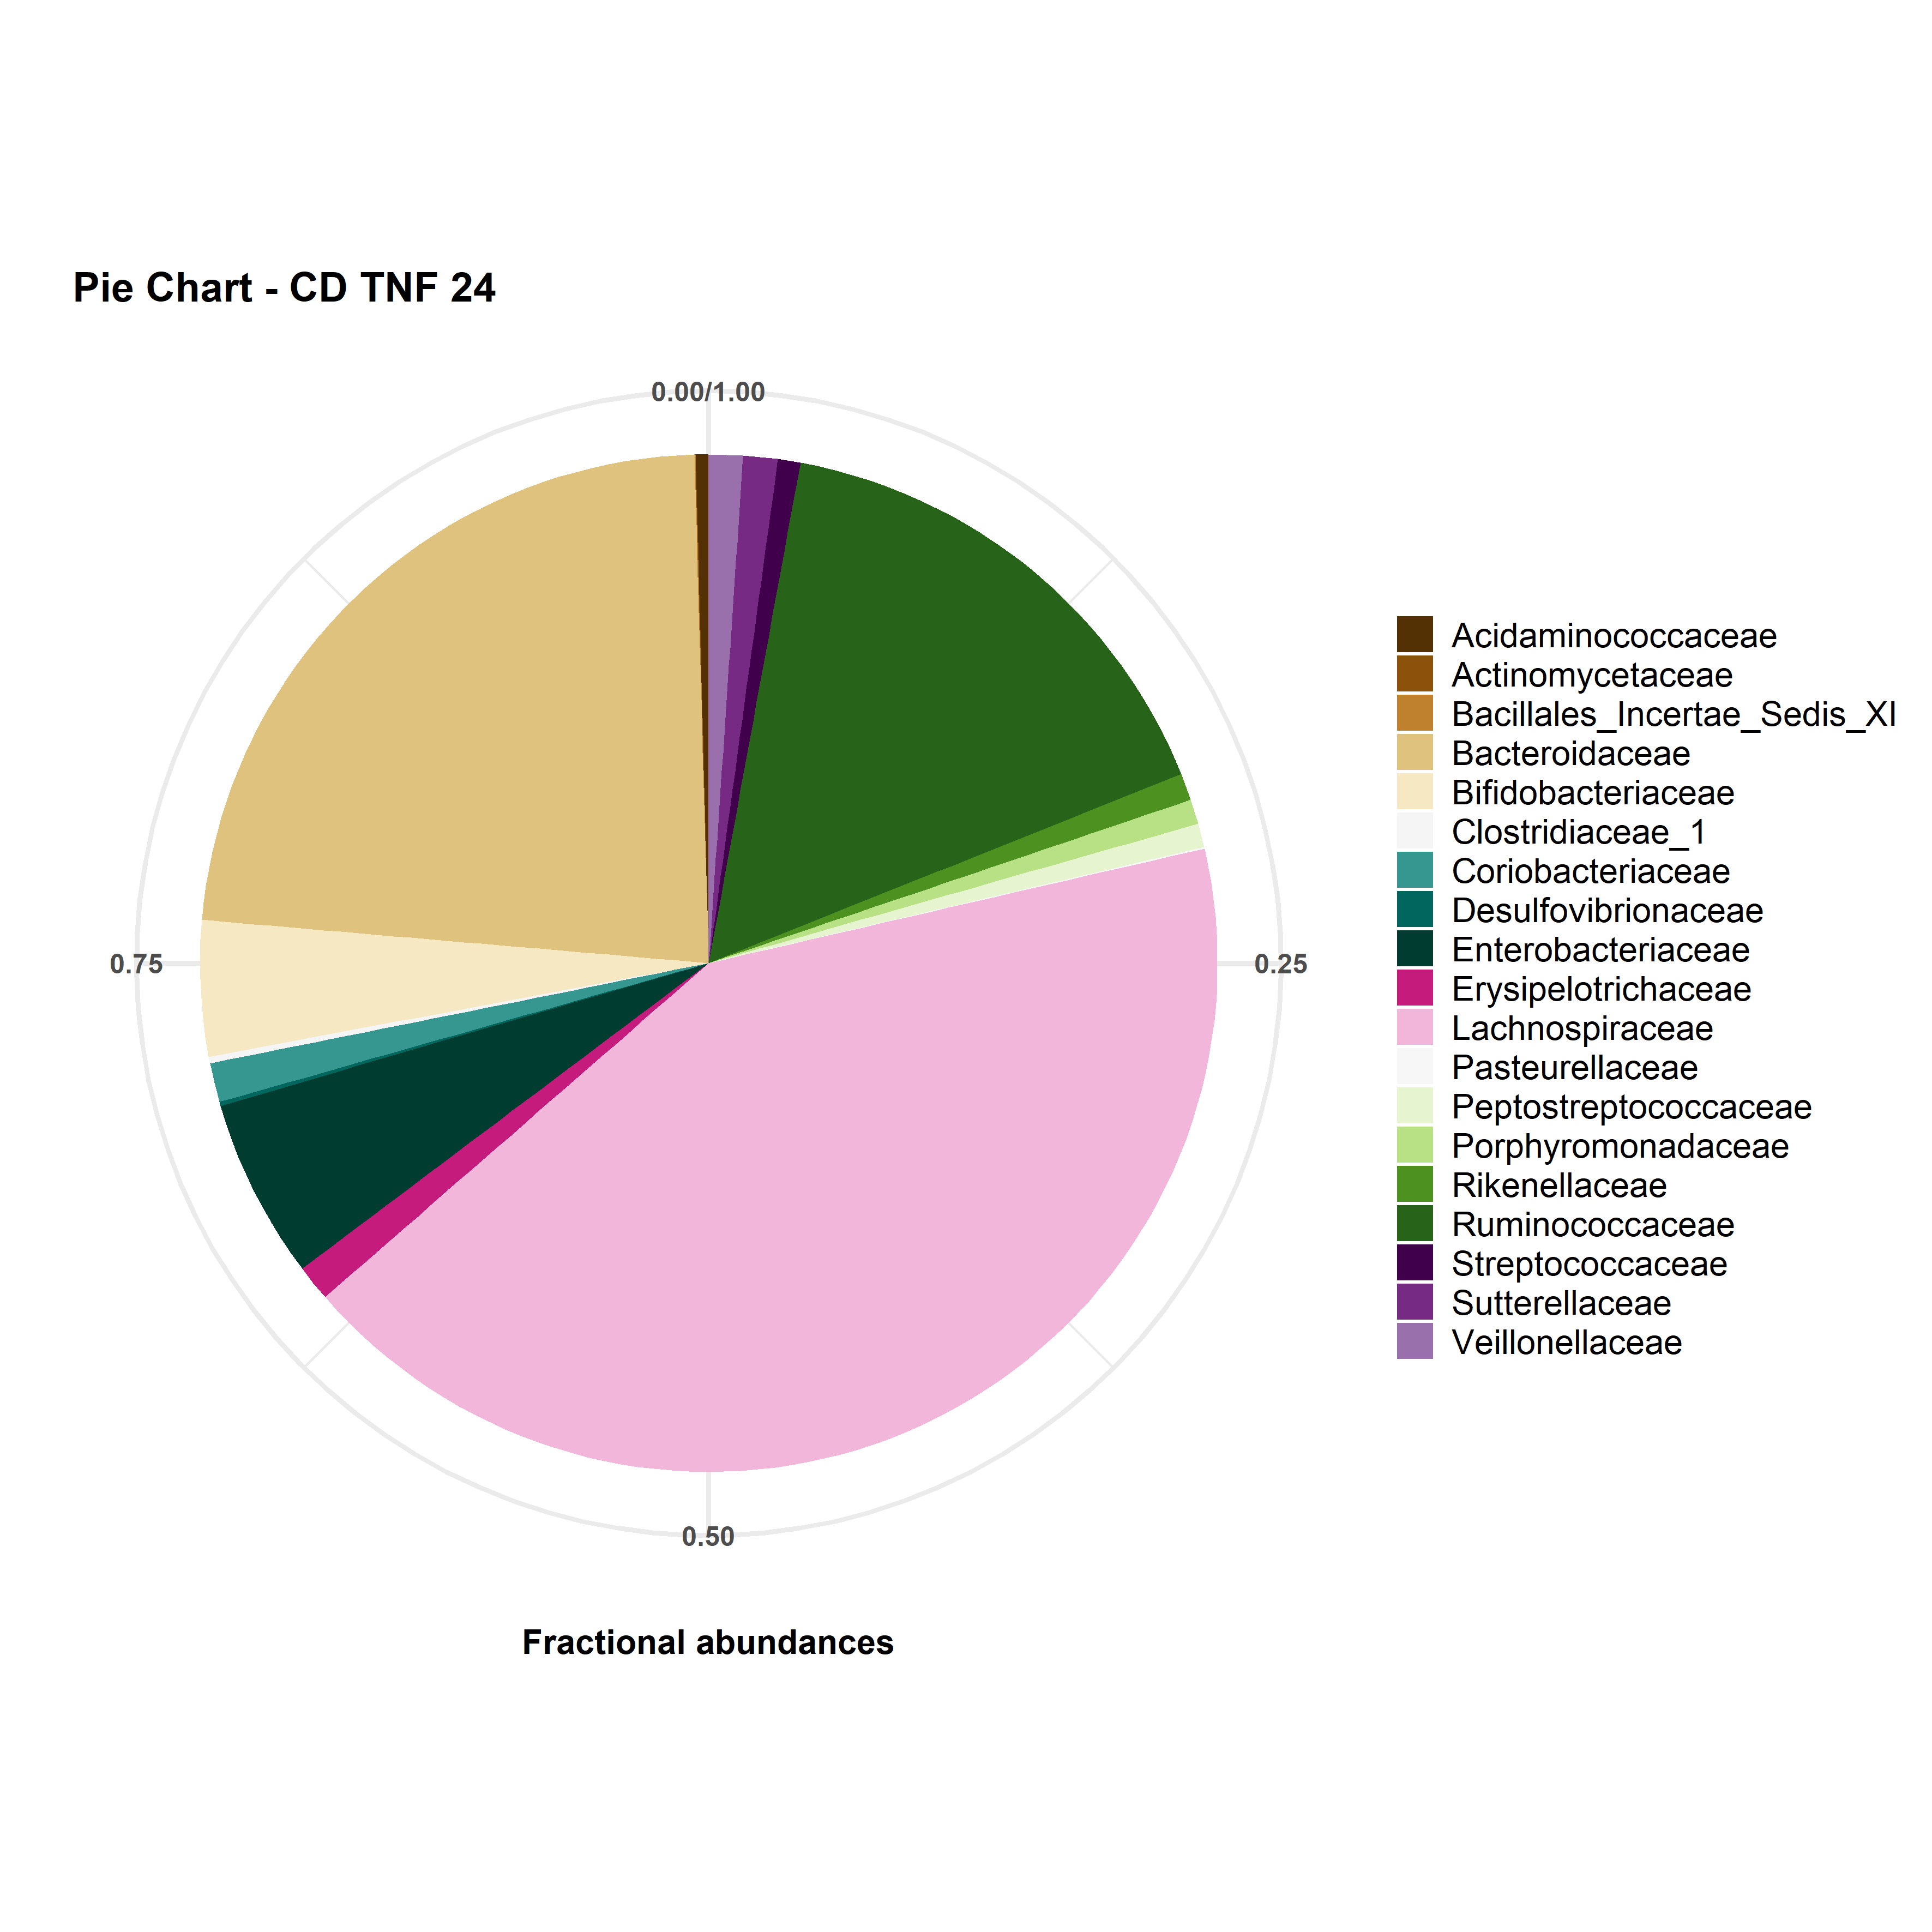 Pie Chart - CD TNF 24
0.00/1.00
0.75
0.25
0.50
Fractional abundances
Acidaminococcaceae
Actinomycetaceae
Bacillales_Incertae_Sedis_XI
Bacteroidaceae
Bifidobacteriaceae
Clostridiaceae_1
Coriobacteriaceae
Desulfovibrionaceae
Enterobacteriaceae
Erysipelotrichaceae
Lachnospiraceae
Pasteurellaceae
Peptostreptococcaceae
Porphyromonadaceae
Rikenellaceae
Ruminococcaceae
Streptococcaceae
Sutterellaceae
Veillonellaceae